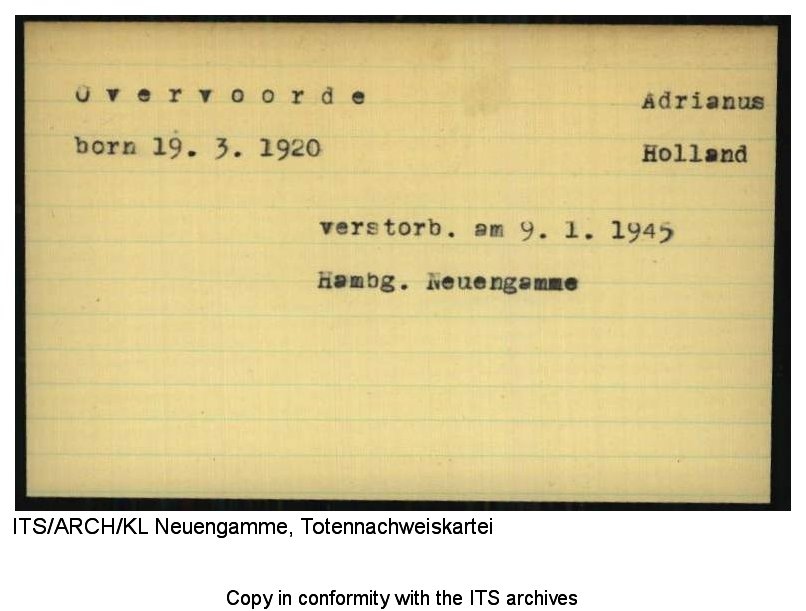 Overvoorde Adrianus
born 19. 3. 1920 Holland
verstorb. am 9. 1. 1945
Hambg. Neuengamme
ITS/ARCH/KL Neuengamme, Totennachweiskartei
Copy in conformity with the ITS archives